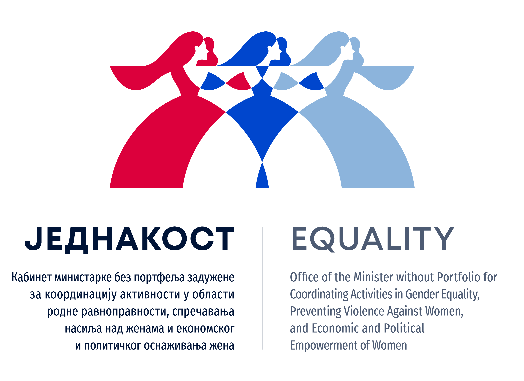 ЈЕДНАКОСТ
Кабинет министарке без портфеља задужене
за координацију активности у области
родне равноправности, спречавања
насиља над женама и економског
и политичког оснаживања жена
EQUALITY
Office of the Minister without Portfolio for
Coordinating Activities in Gender Equality,
Preventing Violence Against Women,
and Economic and Political
Empowerment of Women